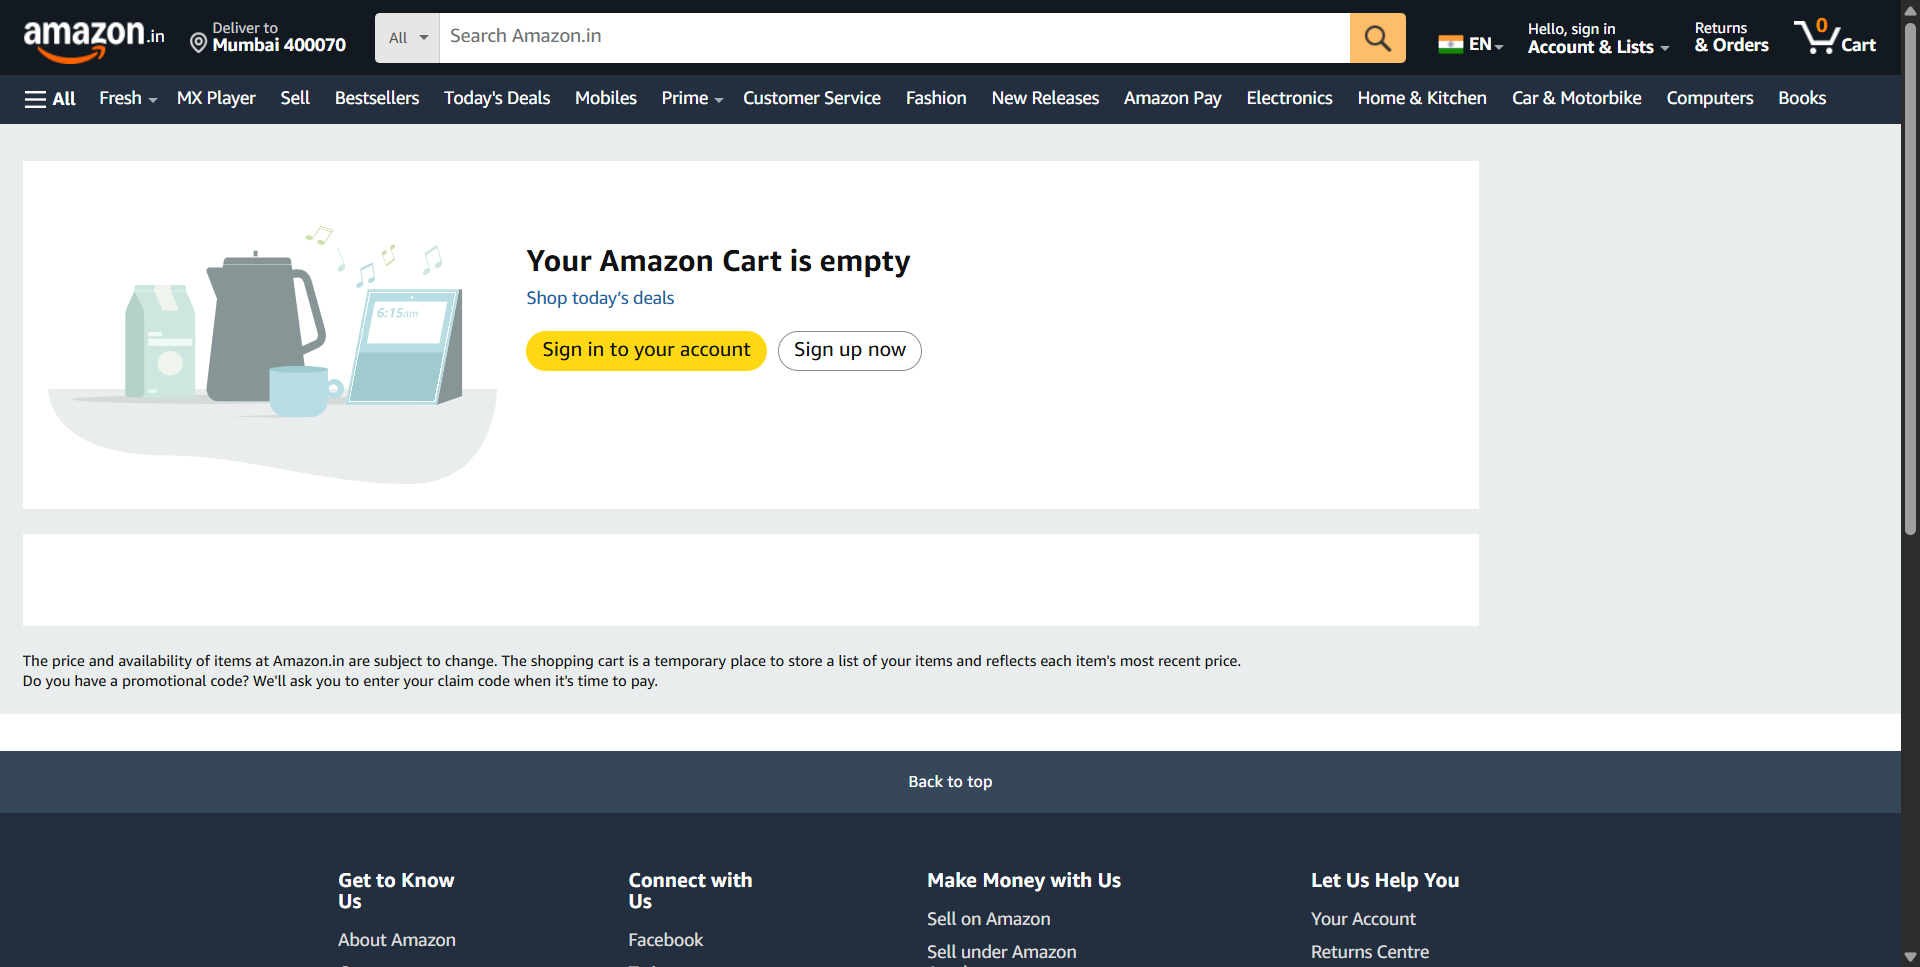 amazon.in
Deliver to
Mumbai 400070
All
Search Amazon.in
EN
Hello, sign in
Account & Lists
Returns
& Orders
0
Cart
All
Fresh
MX Player
Sell
Bestsellers
Today's Deals
Mobiles
Prime
Customer Service
Fashion
New Releases
Amazon Pay
Electronics
Home & Kitchen
Car & Motorbike
Computers
Books
6:15am
Your Amazon Cart is empty
Shop today’s deals
Sign in to your account
Sign up now
The price and availability of items at Amazon.in are subject to change. The shopping cart is a temporary place to store a list of your items and reflects each item's most recent price.
Do you have a promotional code? We'll ask you to enter your claim code when it's time to pay.
Back to top
Get to Know
Us
About Amazon
Connect with
Us
Facebook
Make Money with Us
Sell on Amazon
Sell under Amazon
Let Us Help You
Your Account
Returns Centre